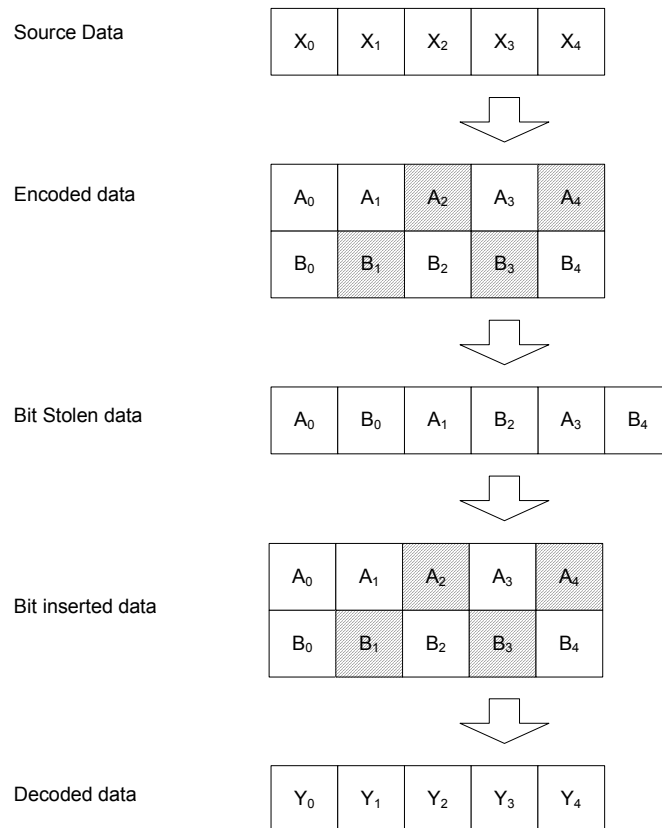 Source Data
X₀ X₁ X₂ X₃ X₄
Encoded data
A₀ A₁ A₂ A₃ A₄
B₀ B₁ B₂ B₃ B₄
Bit Stolen data
A₀ B₀ A₁ B₂ A₃ B₄
Bit inserted data
A₀ A₁ A₂ A₃ A₄
B₀ B₁ B₂ B₃ B₄
Decoded data
Y₀ Y₁ Y₂ Y₃ Y₄